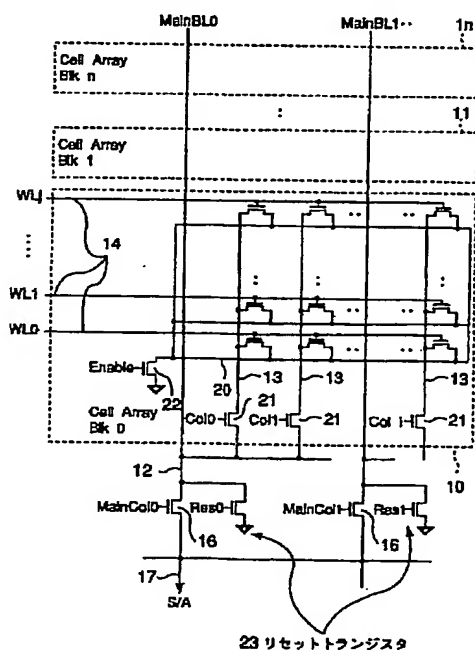 MainBL0
MainBL1
1n
Cell Array
Blk n
11
Cell Array
Blk 1
WLj
14
WL1
WL0
Enable
22
20
13
13
13
Cell Array
Blk 0
Col0
21
Col1
21
Col i
21
12
10
MainCol0
Res0
MainCol1
Res1
16
16
17
S/A
23 リセットトランジスタ